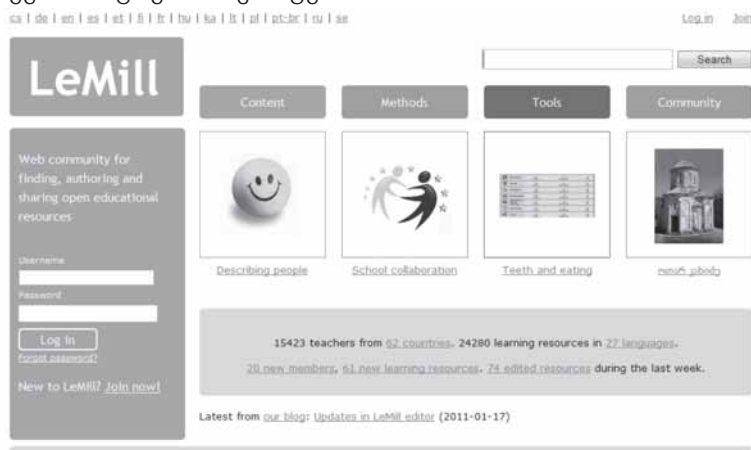 cs | de | en | es | et | fi | fr | hu | ka | lt | pl | pt-br | ru | se
Log in Join
LeMill
Search
Content Methods Tools Community
Web community for
finding, authoring and
sharing open educational
resources
Username
Password
Log in
Forgot password?
New to LeMill? Join now!
Describing people School collaboration Teeth and eating
15423 teachers from 62 countries. 24280 learning resources in 27 languages.
20 new members, 61 new learning resources, 74 edited resources during the last week.
Latest from our blog: Updates in LeMill editor (2011-01-17)